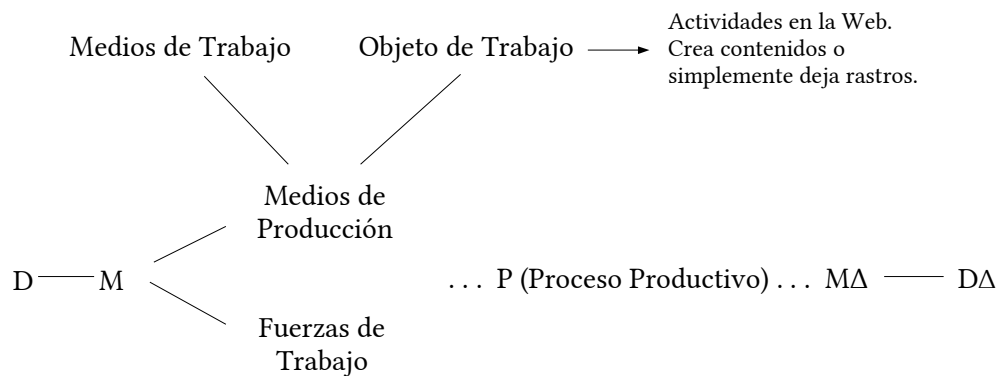 Medios de Trabajo
Objeto de Trabajo
Actividades en la Web.
Crea contenidos o
simplemente deja rastros.
Medios de
Producción
D
M
... P (Proceso Productivo) ... MΔ
DΔ
Fuerzas de
Trabajo